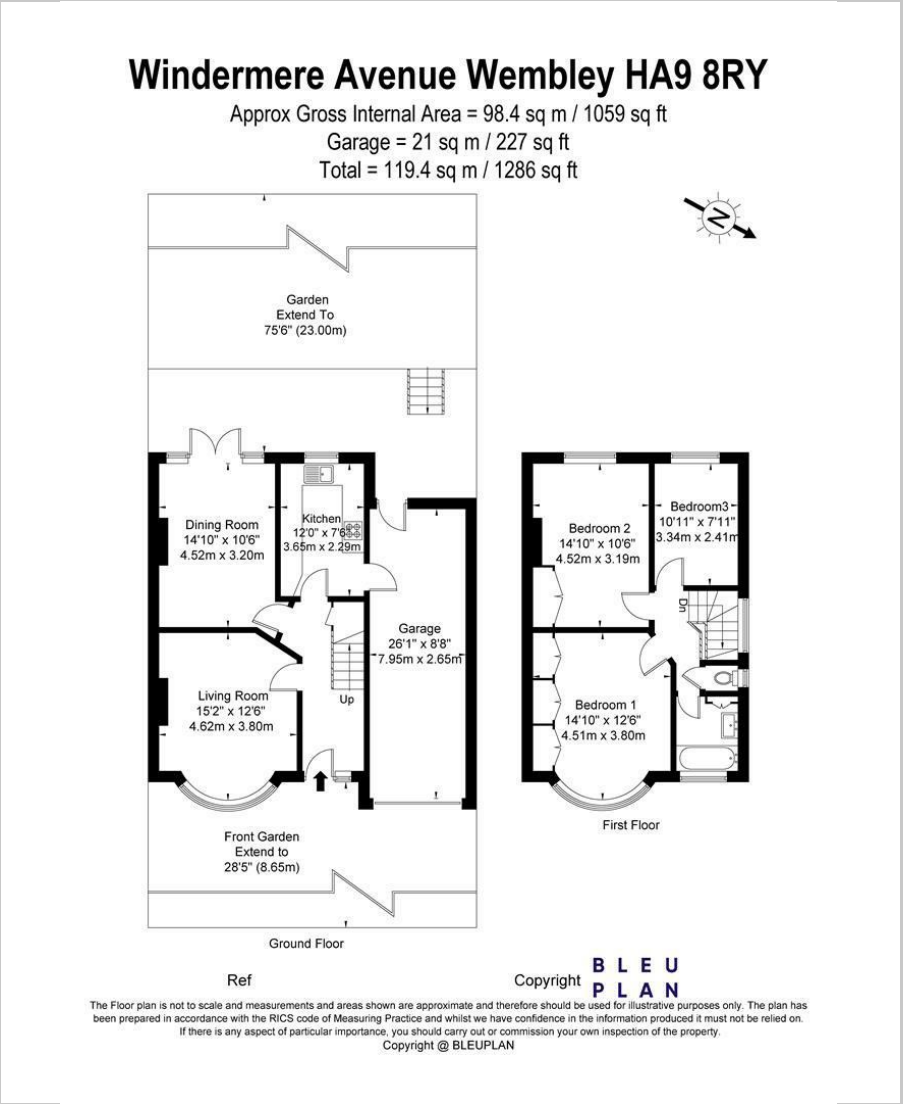 Windermere Avenue Wembley HA9 8RY
Approx Gross Internal Area = 98.4 sq m / 1059 sq ft
Garage = 21 sq m / 227 sq ft
Total = 119.4 sq m / 1286 sq ft
N
Garden
Extend To
75'6" (23.00m)
Dining Room
14'10" x 10'6"
4.52m x 3.20m
Kitchen
12'0" x 7'6"
3.65m x 2.29m
Garage
26'1" x 8'8"
7.95m x 2.65m
Living Room
15'2" x 12'6"
4.62m x 3.80m
Up
Front Garden
Extend to
28'5" (8.65m)
Ground Floor
Bedroom 2
14'10" x 10'6"
4.52m x 3.19m
Bedroom3
10'11" x 7'11"
3.34m x 2.41m
Dn
Bedroom 1
14'10" x 12'6"
4.51m x 3.80m
First Floor
Ref
Copyright
BLEU
PLAN
The Floor plan is not to scale and measurements and areas shown are approximate and therefore should be used for illustrative purposes only. The plan has
been prepared in accordance with the RICS code of Measuring Practice and whilst we have confidence in the information produced it must not be relied on.
If there is any aspect of particular importance, you should carry out or commission your own inspection of the property.
Copyright @ BLEUPLAN